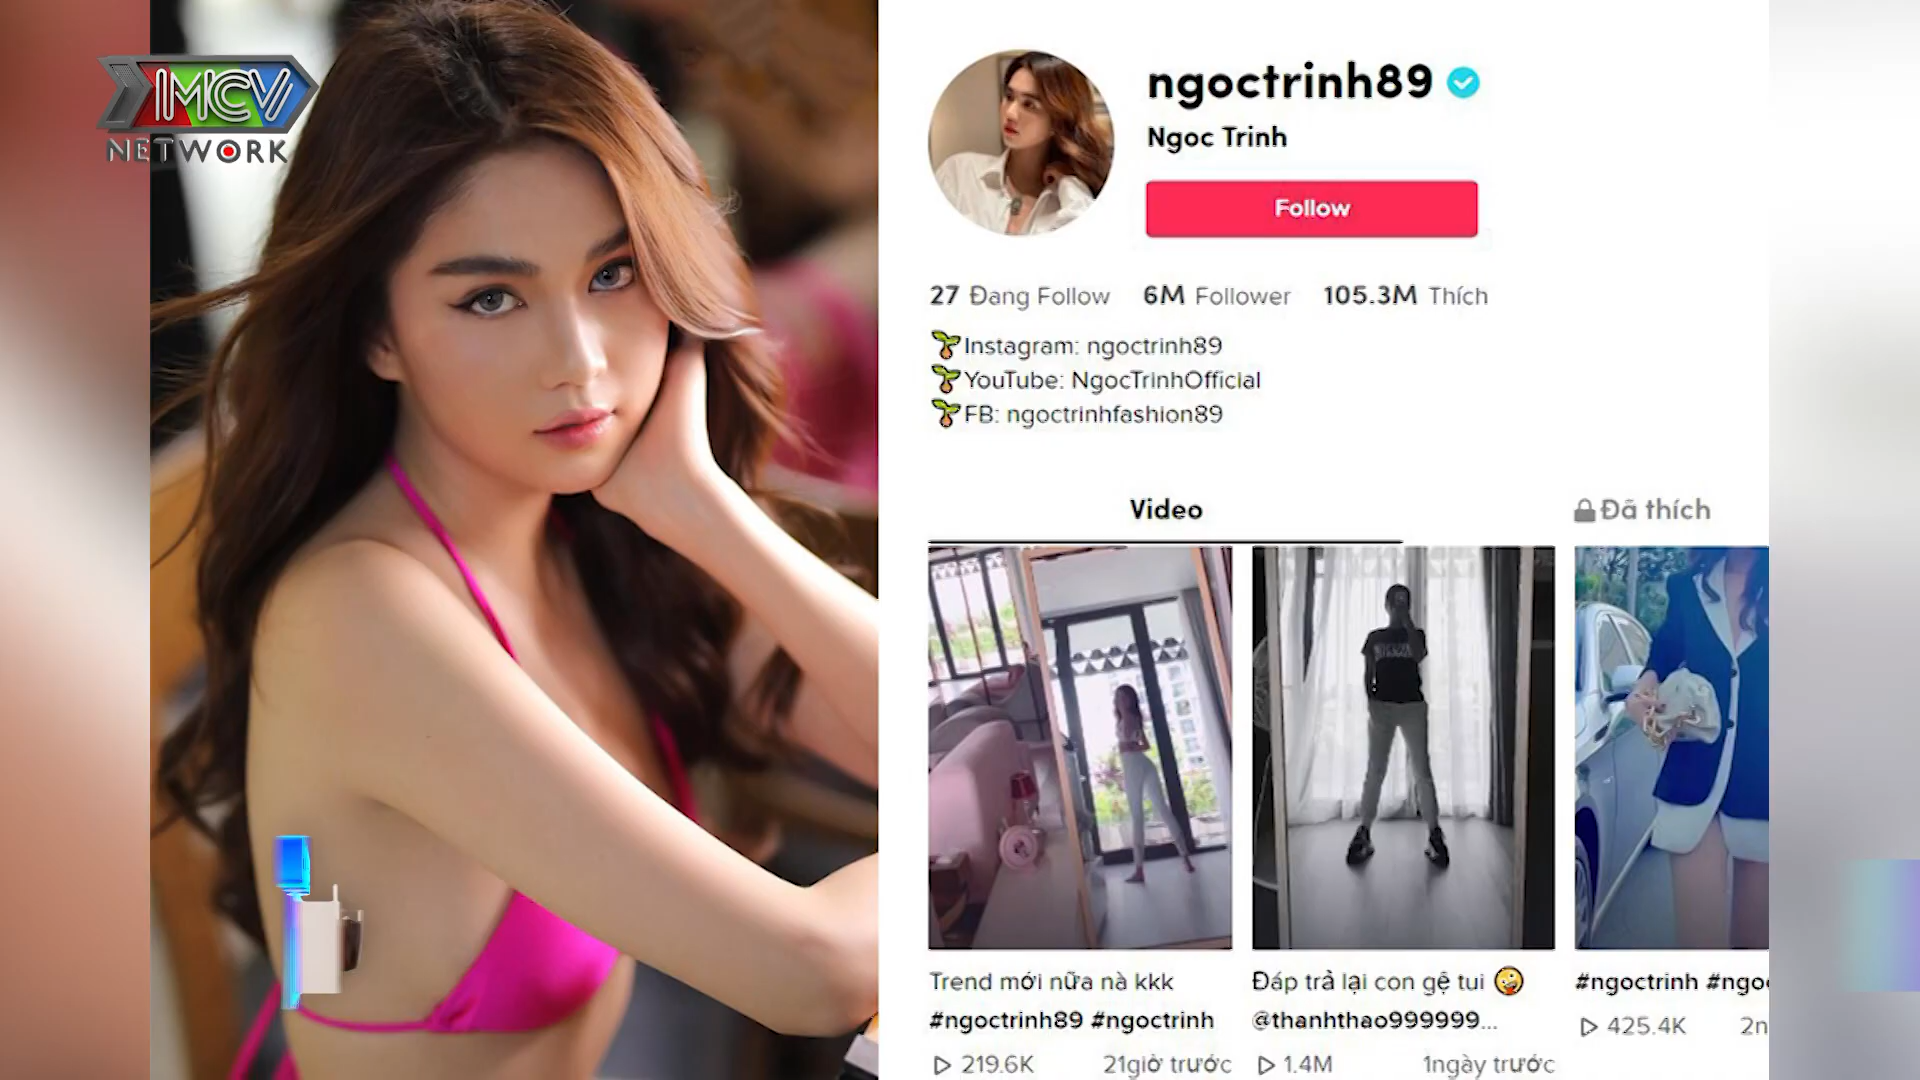 MCV
NETWORK
ngoctrinh89
Ngoc Trinh
Follow
27 Đang Follow 6M Follower 105.3M Thích
Instagram: ngoctrinh89
YouTube: NgocTrinhOfficial
FB: ngoctrinhfashion89
Video Đã thích
Trend mới nữa nà kkk
#ngoctrinh89 #ngoctrinh
219.6K 21giờ trước
Đáp trả lại con gệ tui
@thanhthao999999...
1.4M 1ngày trước
#ngoctrinh #ngo
425.4K 2n